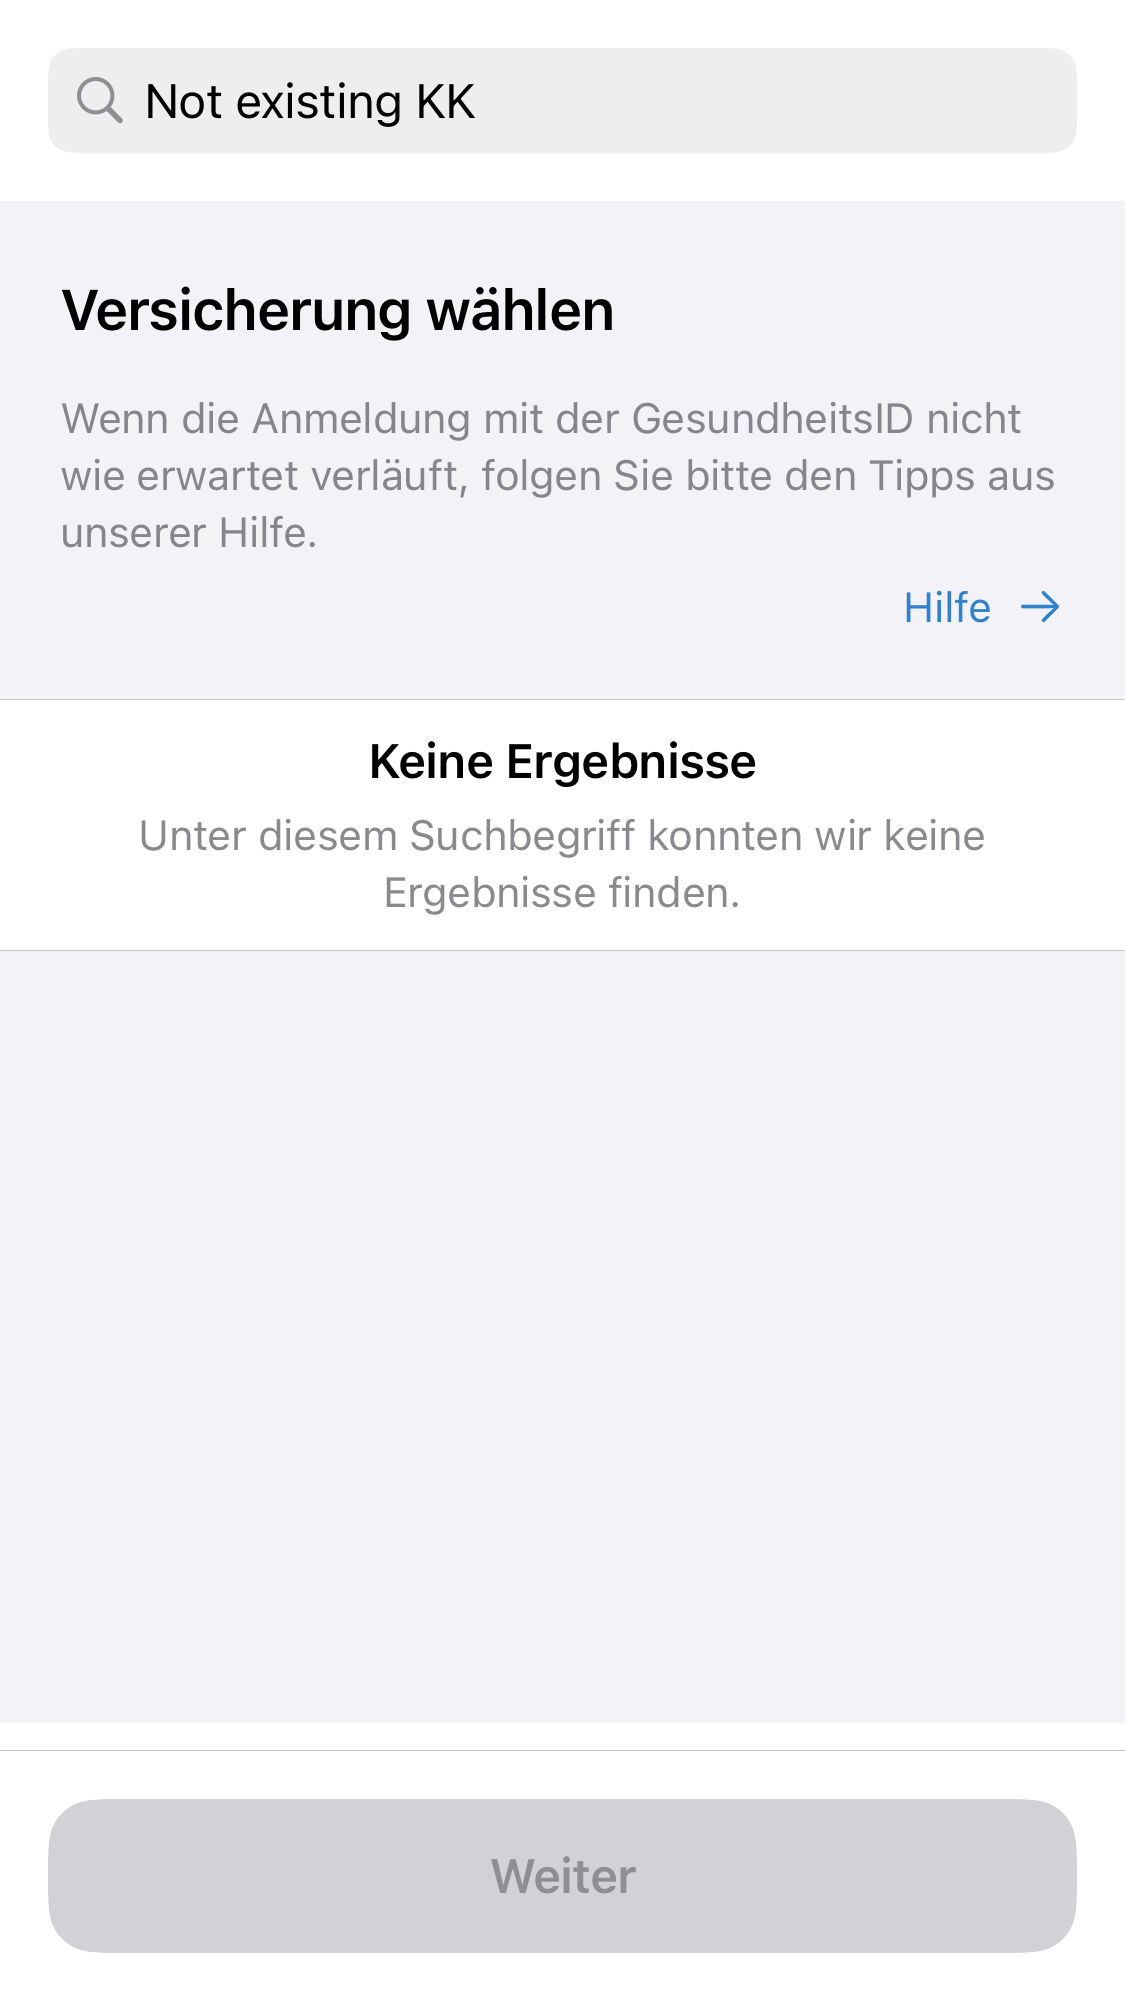 Not existing KK
Versicherung wählen
Wenn die Anmeldung mit der GesundheitsID nicht
wie erwartet verläuft, folgen Sie bitte den Tipps aus
unserer Hilfe.
Hilfe →
Keine Ergebnisse
Unter diesem Suchbegriff konnten wir keine
Ergebnisse finden.
Weiter